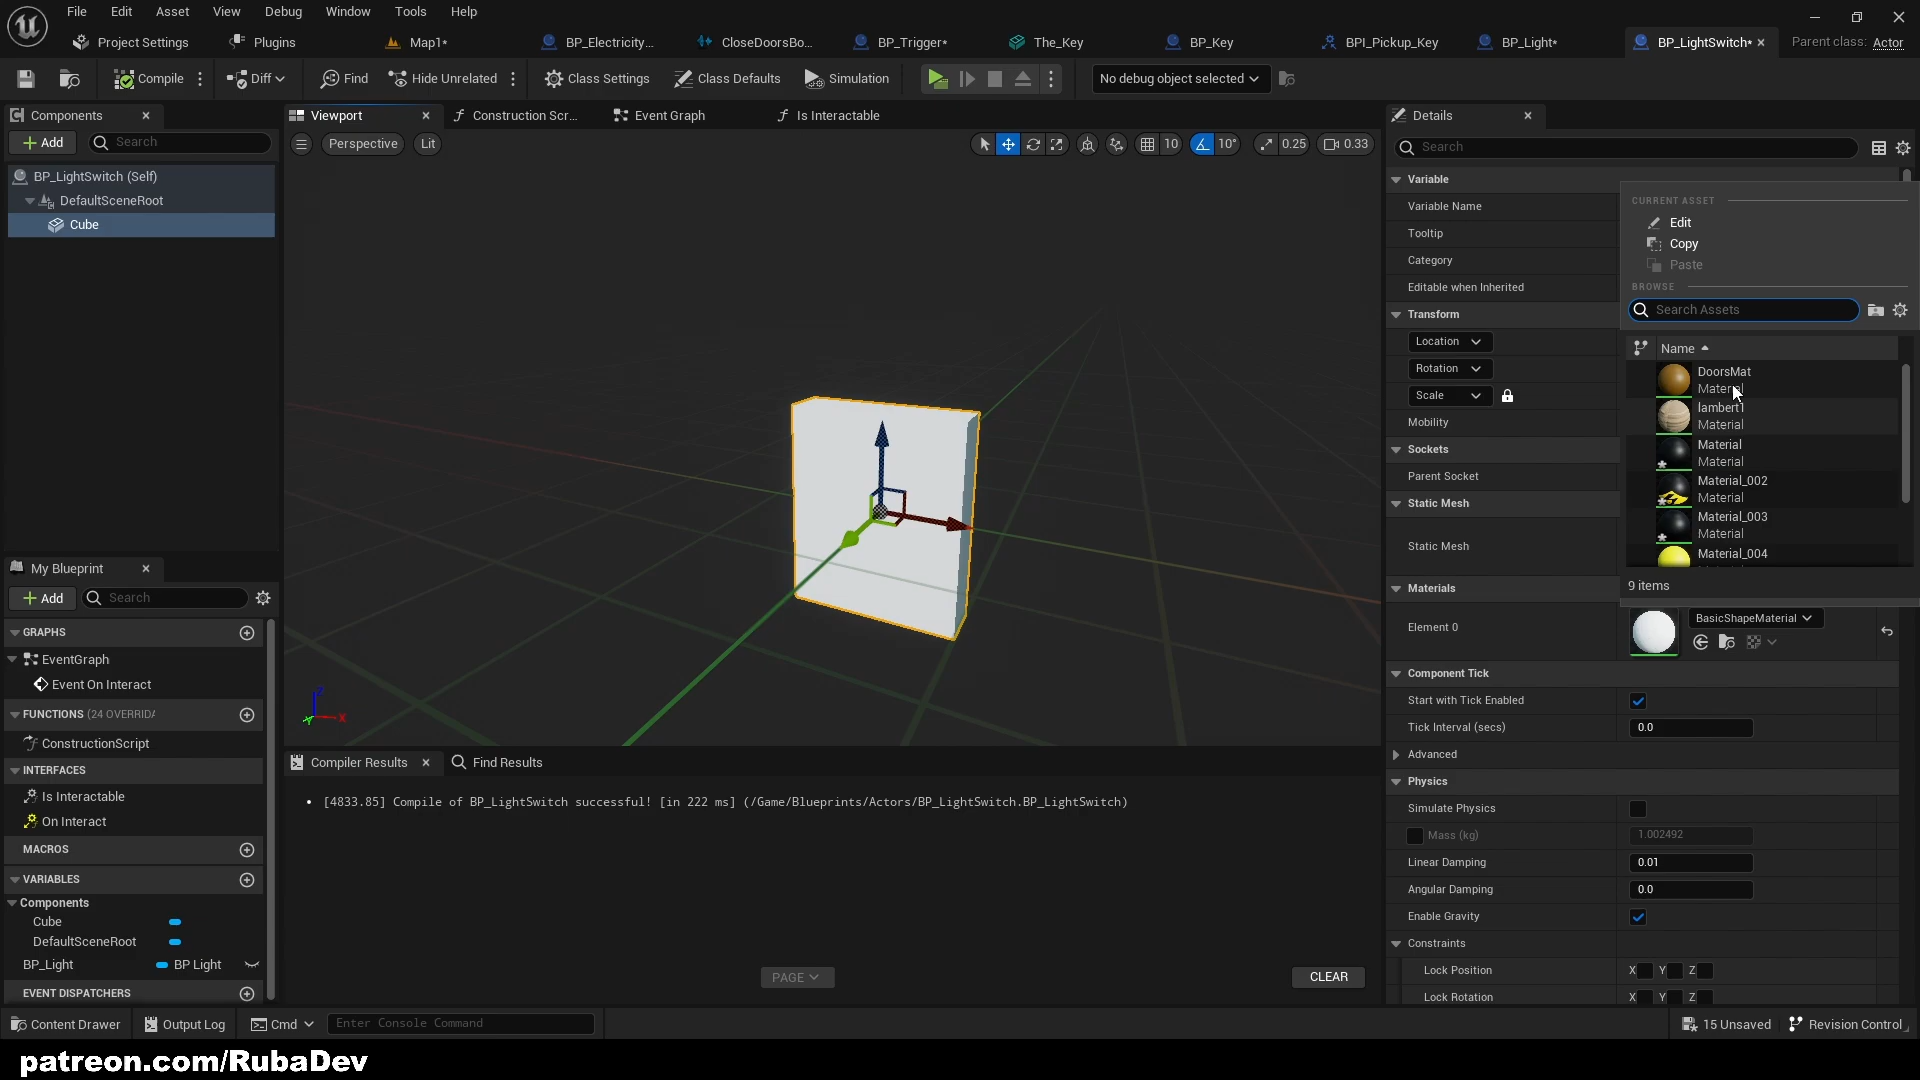 File Edit Asset View Debug Window Tools Help
Project Settings Plugins Map1* BP_Electricity... CloseDoorsBo... BP_Trigger* The_Key BP_Key BPI_Pickup_Key BP_Light* BP_LightSwitch* Parent class: Actor
Compile Diff Find Hide Unrelated Class Settings Class Defaults Simulation No debug object selected
Components
Add Search
BP_LightSwitch (Self)
DefaultSceneRoot
Cube
Viewport Construction Scr... Event Graph Is Interactable
Perspective Lit 10 10° 0.25 0.33
Z
X
Y
My Blueprint
Add Search
GRAPHS
EventGraph
Event On Interact
FUNCTIONS (24 OVERRIDA
ConstructionScript
INTERFACES
Is Interactable
On Interact
MACROS
VARIABLES
Components
Cube
DefaultSceneRoot
BP_Light BP Light
EVENT DISPATCHERS
Compiler Results Find Results
[4833.85] Compile of BP_LightSwitch successful! [in 222 ms] (/Game/Blueprints/Actors/BP_LightSwitch.BP_LightSwitch)
PAGE CLEAR
Details
Search
Variable
Variable Name
Tooltip
Category
Editable when Inherited
Transform
Location
Rotation
Scale
Mobility
Sockets
Parent Socket
Static Mesh
Static Mesh
Materials
Element 0 BasicShapeMaterial
Component Tick
Start with Tick Enabled
Tick Interval (secs) 0.0
Advanced
Physics
Simulate Physics
Mass (kg) 1.002492
Linear Damping 0.01
Angular Damping 0.0
Enable Gravity
Constraints
Lock Position X Y Z
Lock Rotation X Y Z
CURRENT ASSET
Edit
Copy
Paste
BROWSE
Search Assets
Name
DoorsMat
Material
lambert1
Material
Material
Material
Material_002
Material
Material_003
Material
Material_004
9 items
Content Drawer Output Log Cmd Enter Console Command 15 Unsaved Revision Control
patreon.com/RubaDev